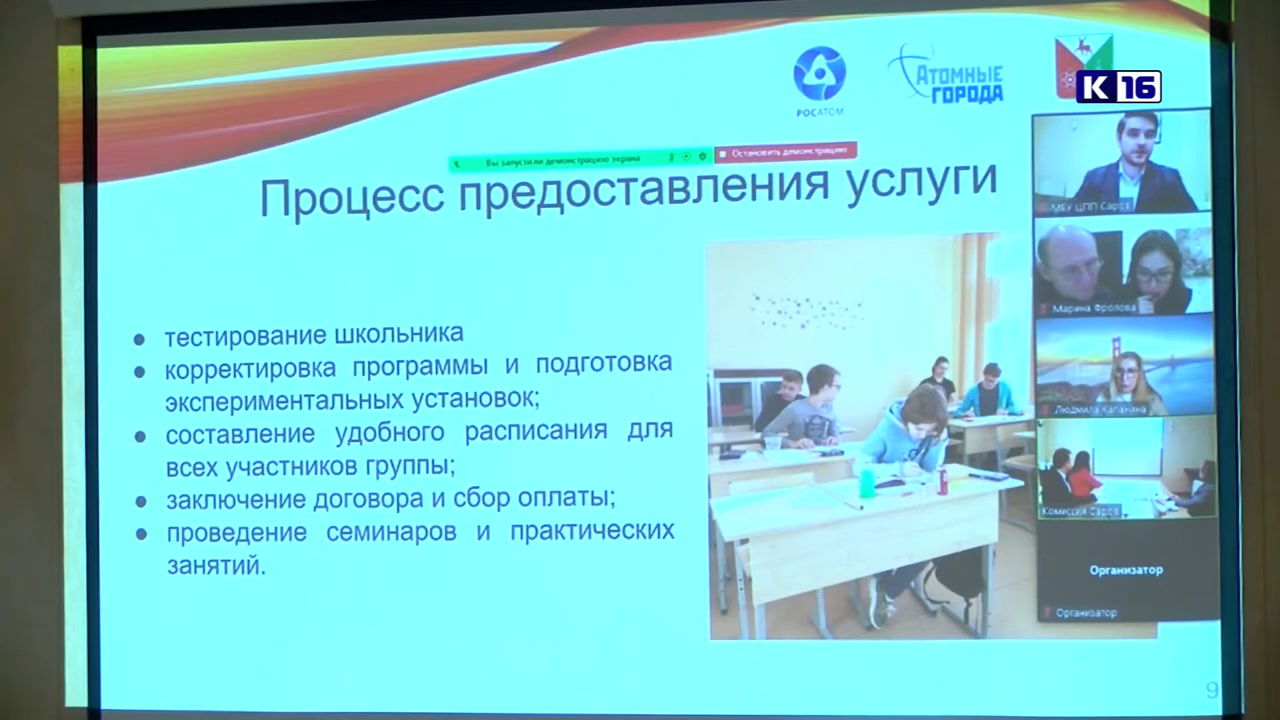 РОСАТОМ
АТОМНЫЕ
ГОРОДА
К 16
Вы запустили демонстрацию экрана
Остановить демонстрацию
Процесс предоставления услуги
МБУ ЦПП Саров
Марина Фролова
• тестирование школьника
• корректировка программы и подготовка
экспериментальных установок;
• составление удобного расписания для
всех участников группы;
• заключение договора и сбор оплаты;
• проведение семинаров и практических
занятий.
Людмила Капанина
Комиссия Саров
Организатор
Организатор
9